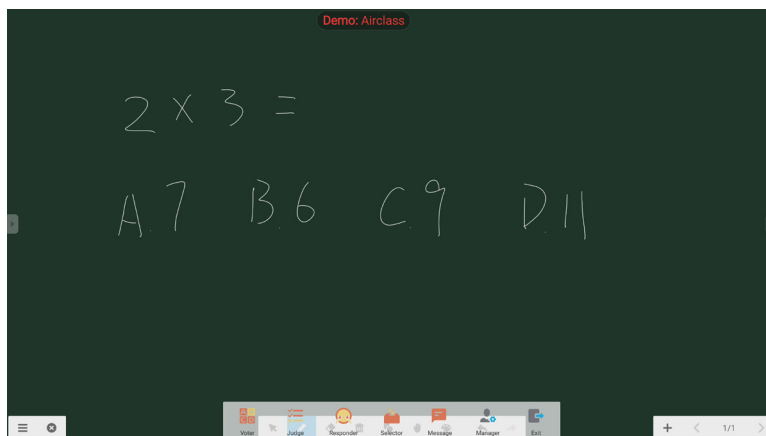 Demo: Airclass
2 × 3 =
A.7 B.6 C.9 D.11
A B
C D
Voter Judge Responder Selector Message Manager Exit
1/1